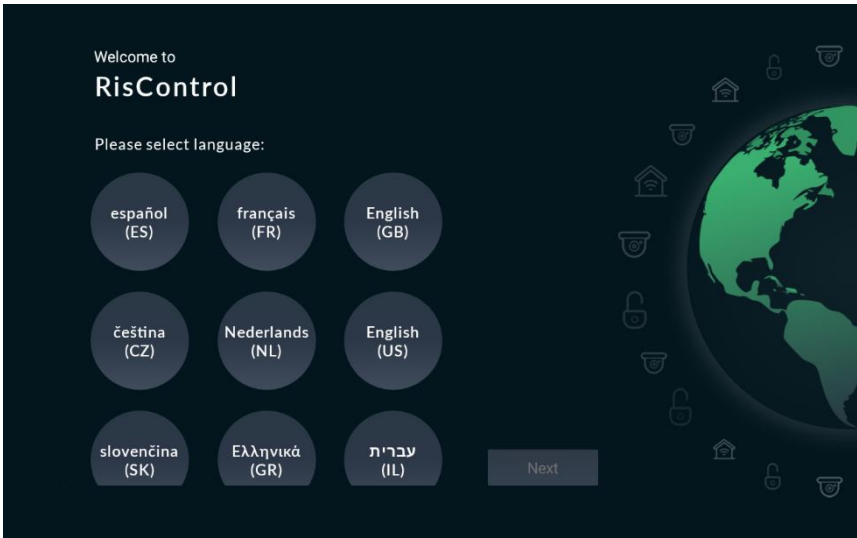 Welcome to
RisControl
Please select language:
español
(ES)
français
(FR)
English
(GB)
čeština
(CZ)
Nederlands
(NL)
English
(US)
slovenčina
(SK)
Ελληνικά
(GR)
עברית
(IL)
Next